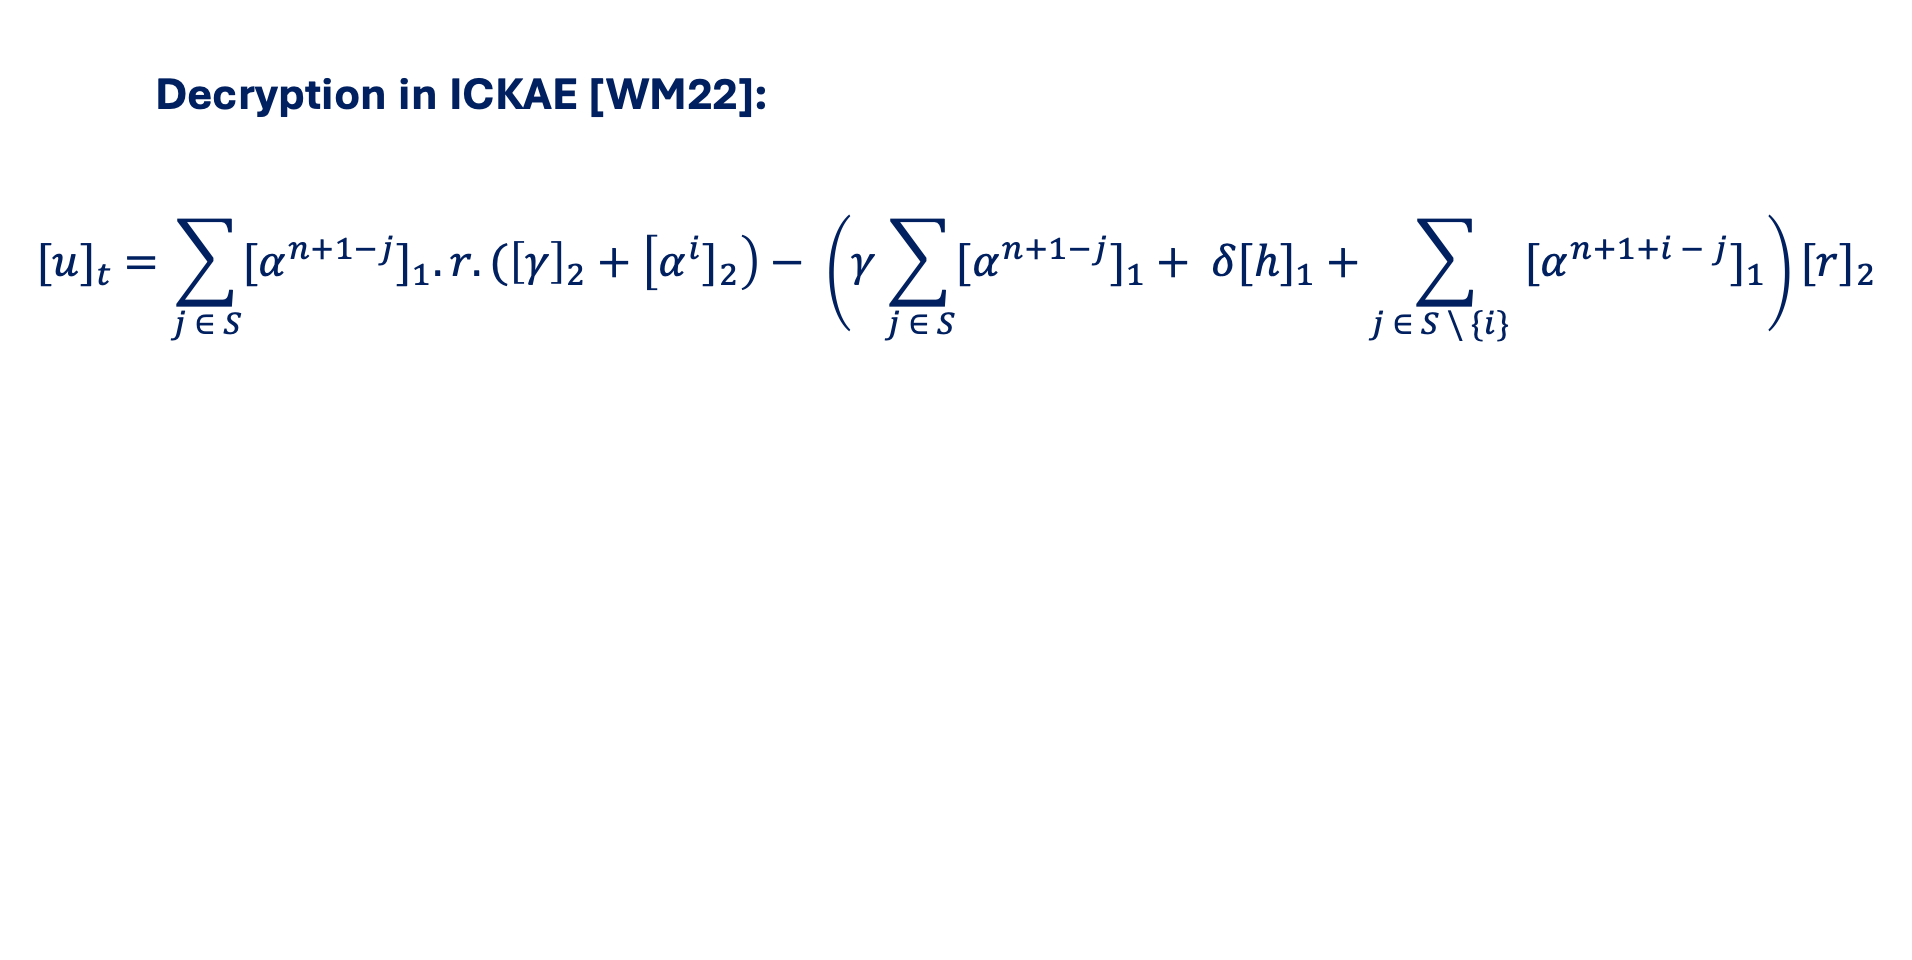 Decryption in ICKAE [WM22]:
[u]_t = ∑_{j ∈ S} [α^{n+1−j}]_1 . r . ([γ]_2 + [α^i]_2) − (γ ∑_{j ∈ S} [α^{n+1−j}]_1 + δ[h]_1 + ∑_{j ∈ S \ {i}} [α^{n+1+i − j}]_1) [r]_2